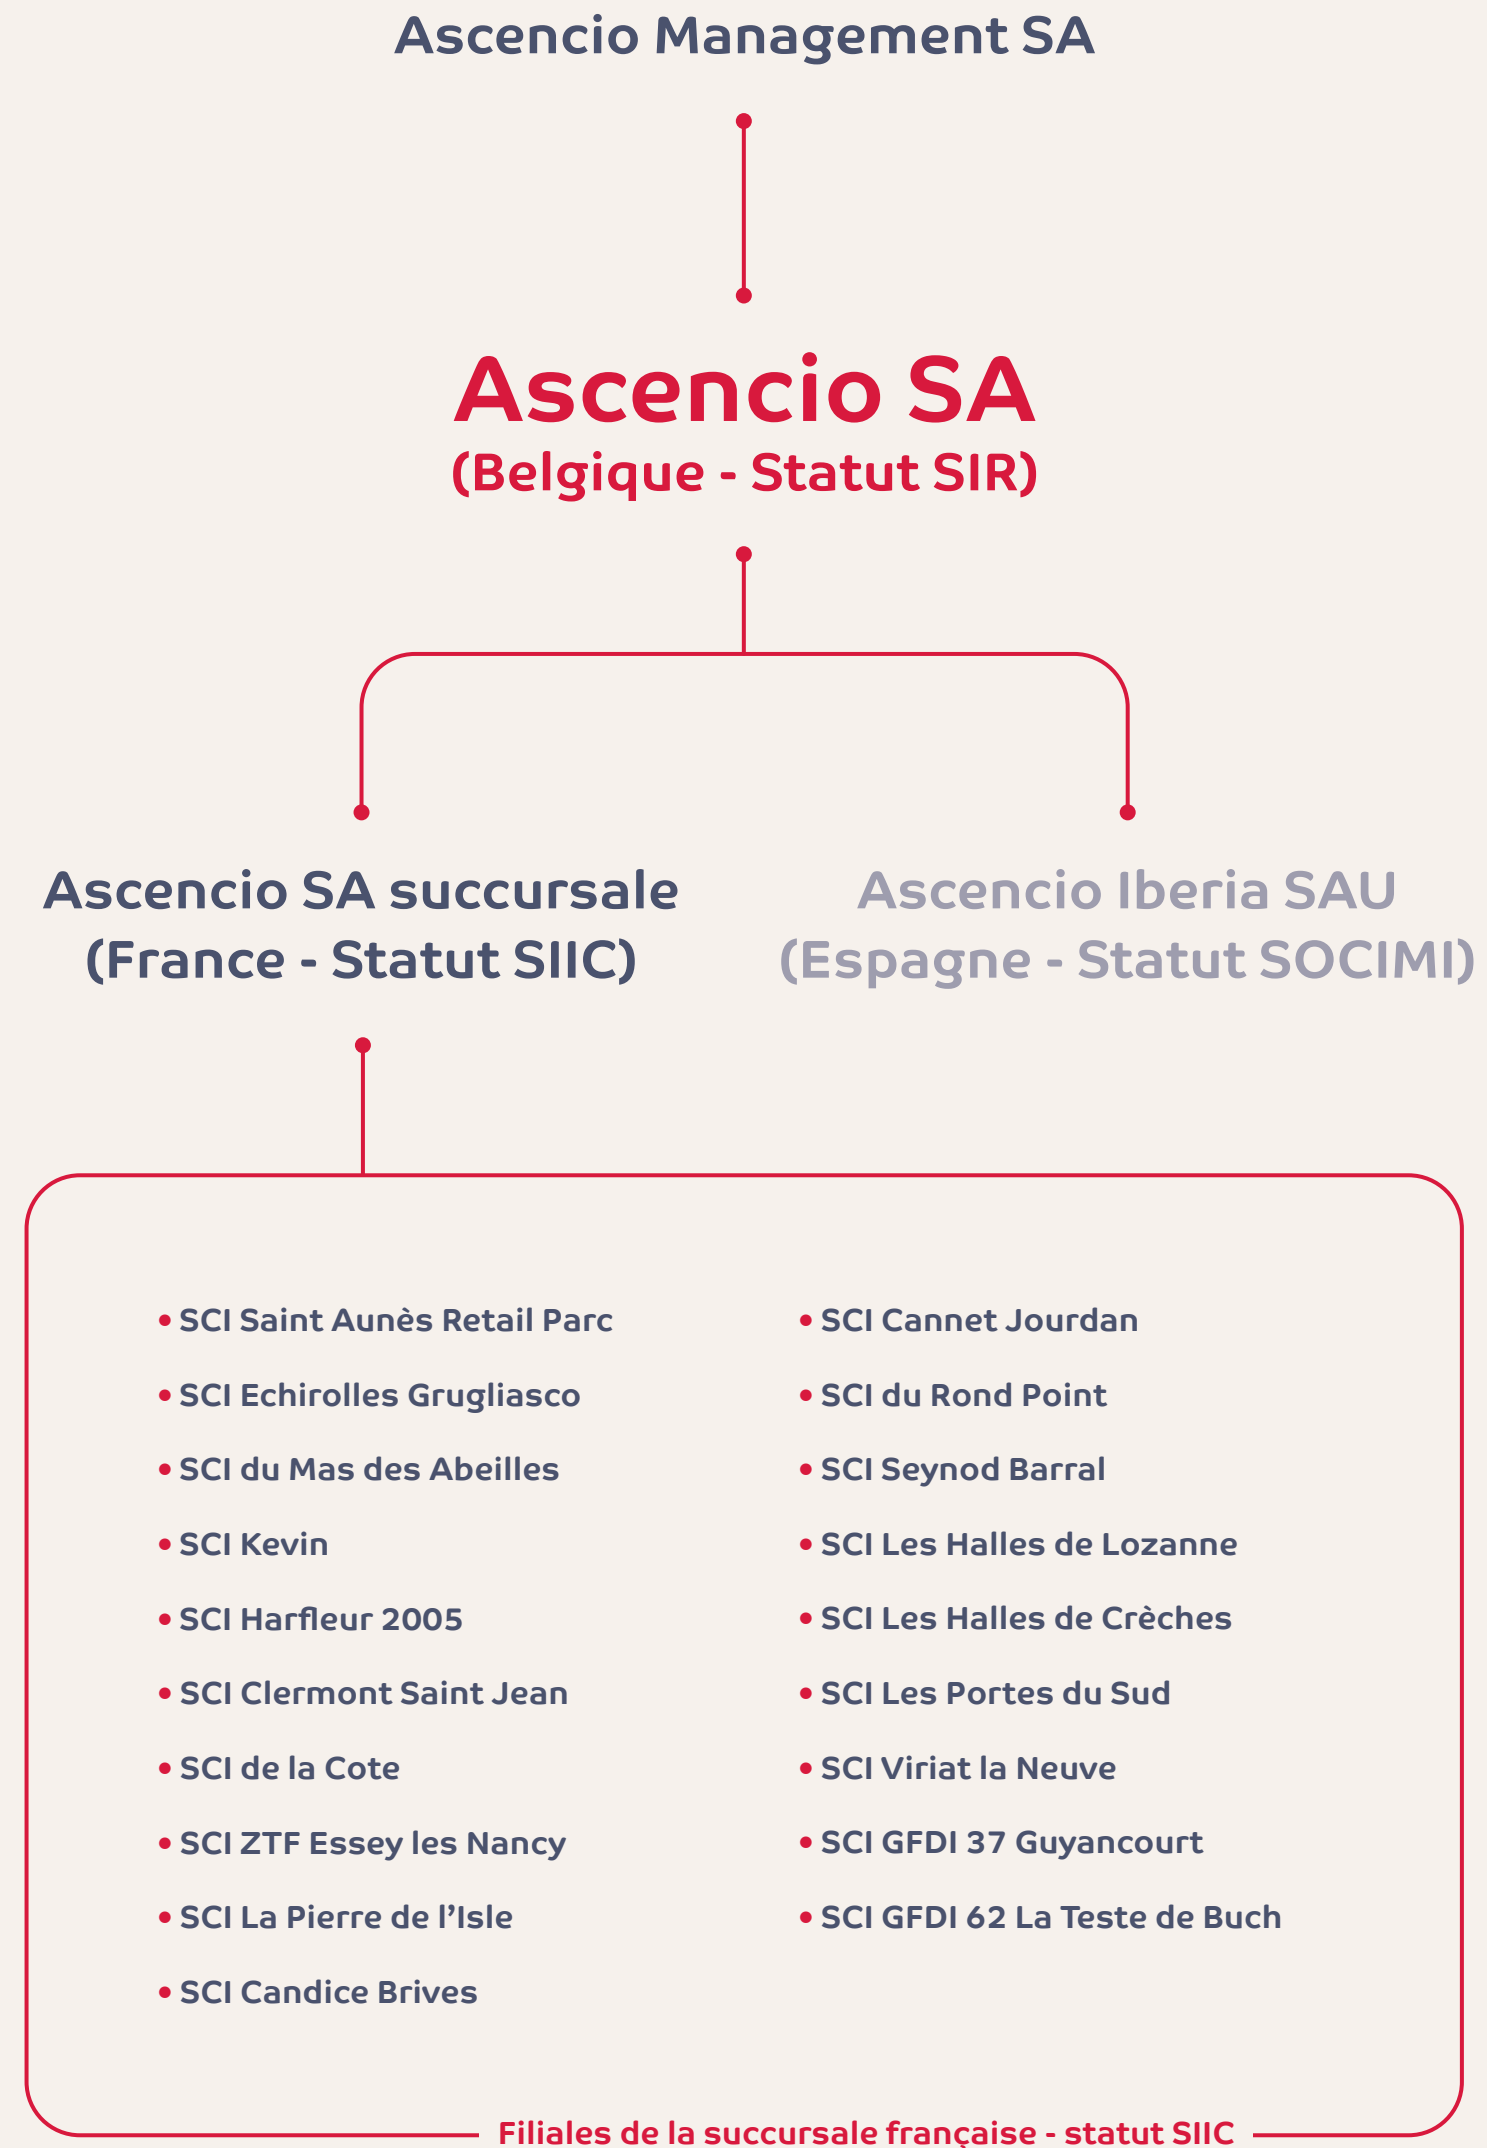 Ascencio Management SA
Ascencio SA
(Belgique - Statut SIR)
Ascencio SA succursale
(France - Statut SIIC)
Ascencio Iberia SAU
(Espagne - Statut SOCIMI)
• SCI Saint Aunès Retail Parc
• SCI Echirolles Grugliasco
• SCI du Mas des Abeilles
• SCI Kevin
• SCI Harfleur 2005
• SCI Clermont Saint Jean
• SCI de la Cote
• SCI ZTF Essey les Nancy
• SCI La Pierre de l’Isle
• SCI Candice Brives
• SCI Cannet Jourdan
• SCI du Rond Point
• SCI Seynod Barral
• SCI Les Halles de Lozanne
• SCI Les Halles de Crèches
• SCI Les Portes du Sud
• SCI Viriat la Neuve
• SCI GFDI 37 Guyancourt
• SCI GFDI 62 La Teste de Buch
Filiales de la succursale française - statut SIIC